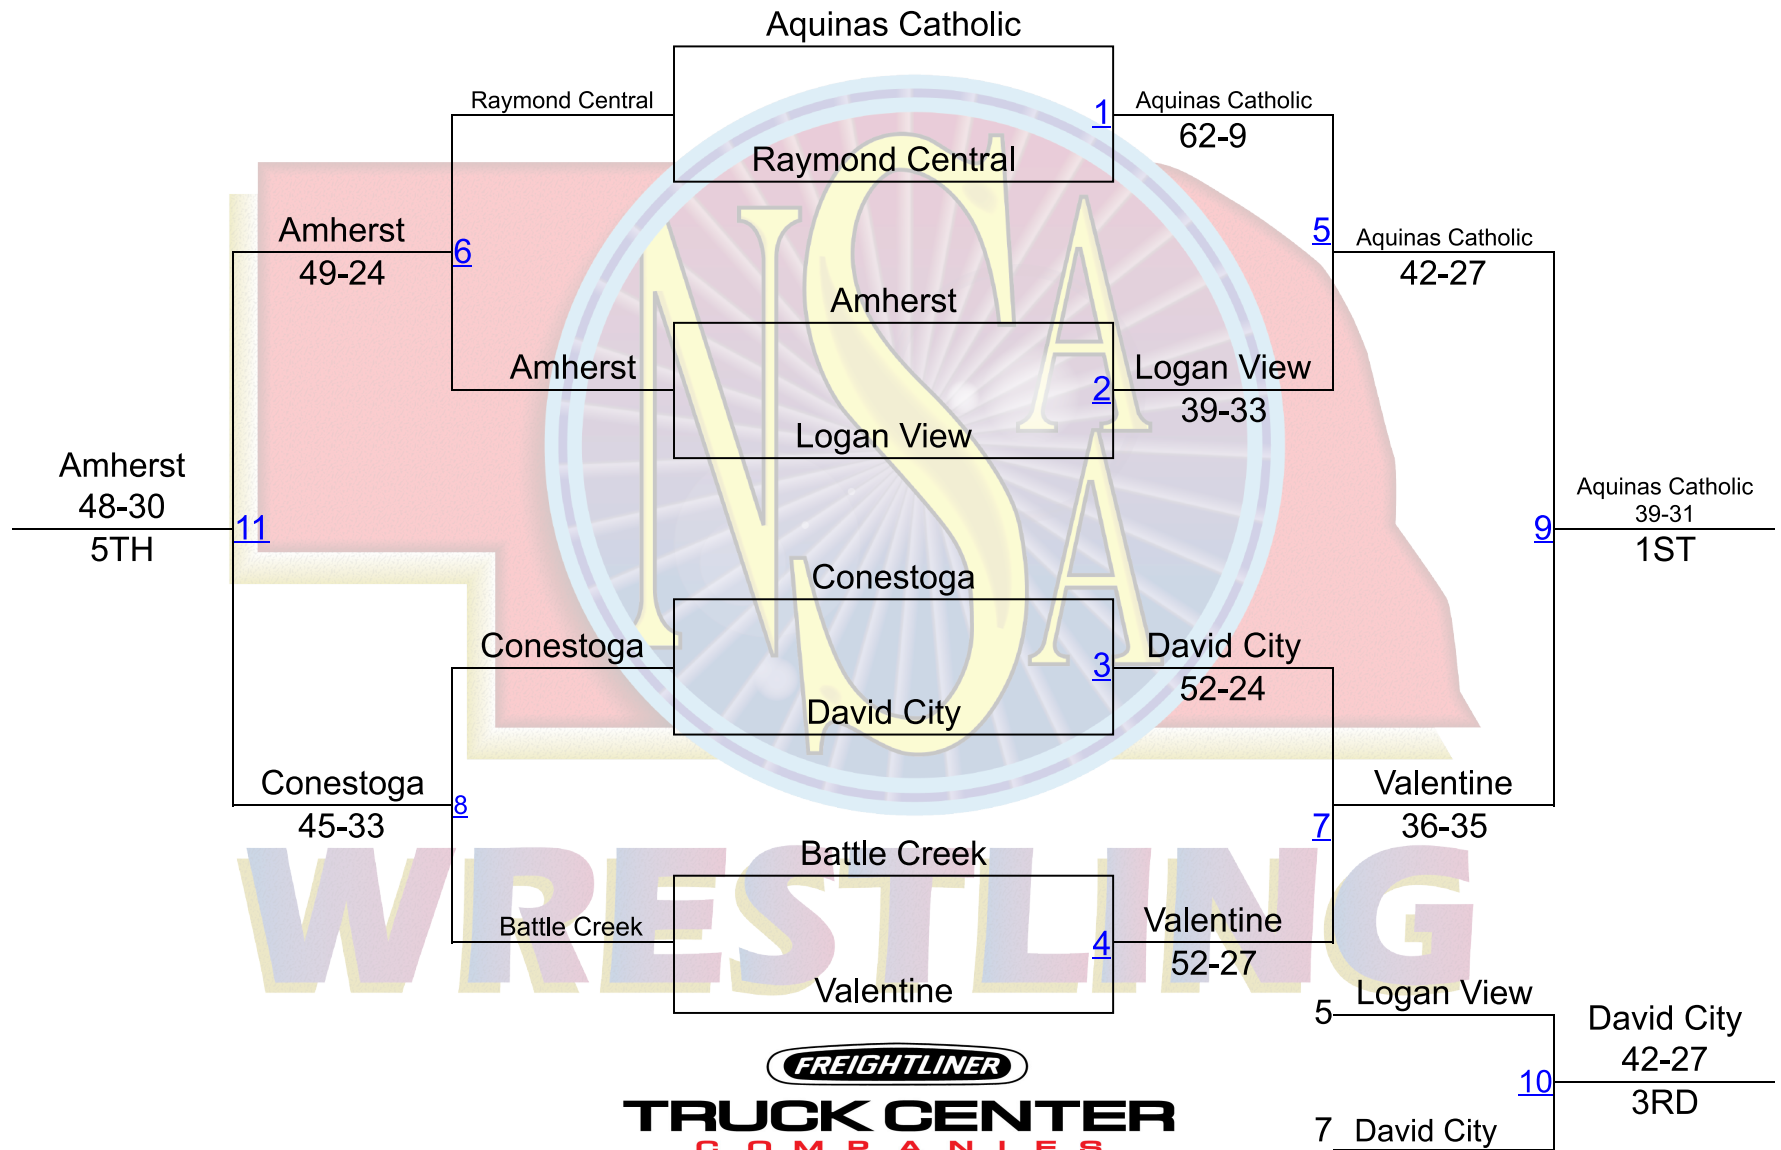 Aquinas Catholic
Raymond Central
1
Aquinas Catholic
62-9
Raymond Central
Amherst
49-24
6
5
Aquinas Catholic
42-27
Amherst
Amherst
2
Logan View
39-33
Logan View
Amherst
48-30
11
5TH
9
Aquinas Catholic
39-31
1ST
Conestoga
Conestoga
3
David City
52-24
David City
Conestoga
45-33
8
7
Valentine
36-35
Battle Creek
Battle Creek
4
Valentine
52-27
Valentine
NSAA
WRESTLING
5
Logan View
David City
42-27
10
3RD
7
David City
FREIGHTLINER
TRUCK CENTER
COMPANIES